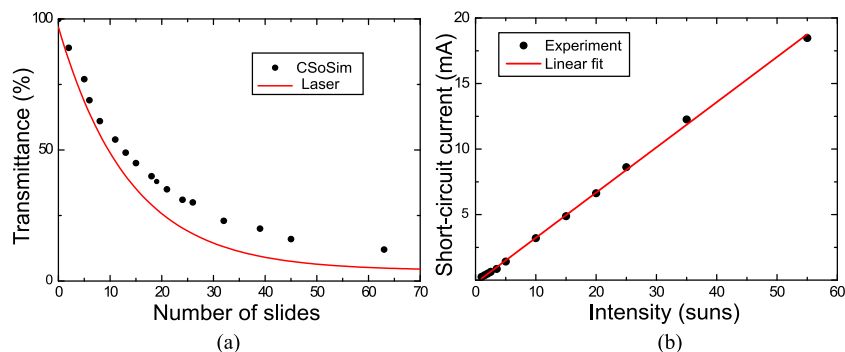 100
50
0
Transmittance (%)
CSoSim
Laser
0 10 20 30 40 50 60 70
Number of slides
(a)
20
15
10
5
Short-circuit current (mA)
Experiment
Linear fit
0 10 20 30 40 50 60
Intensity (suns)
(b)